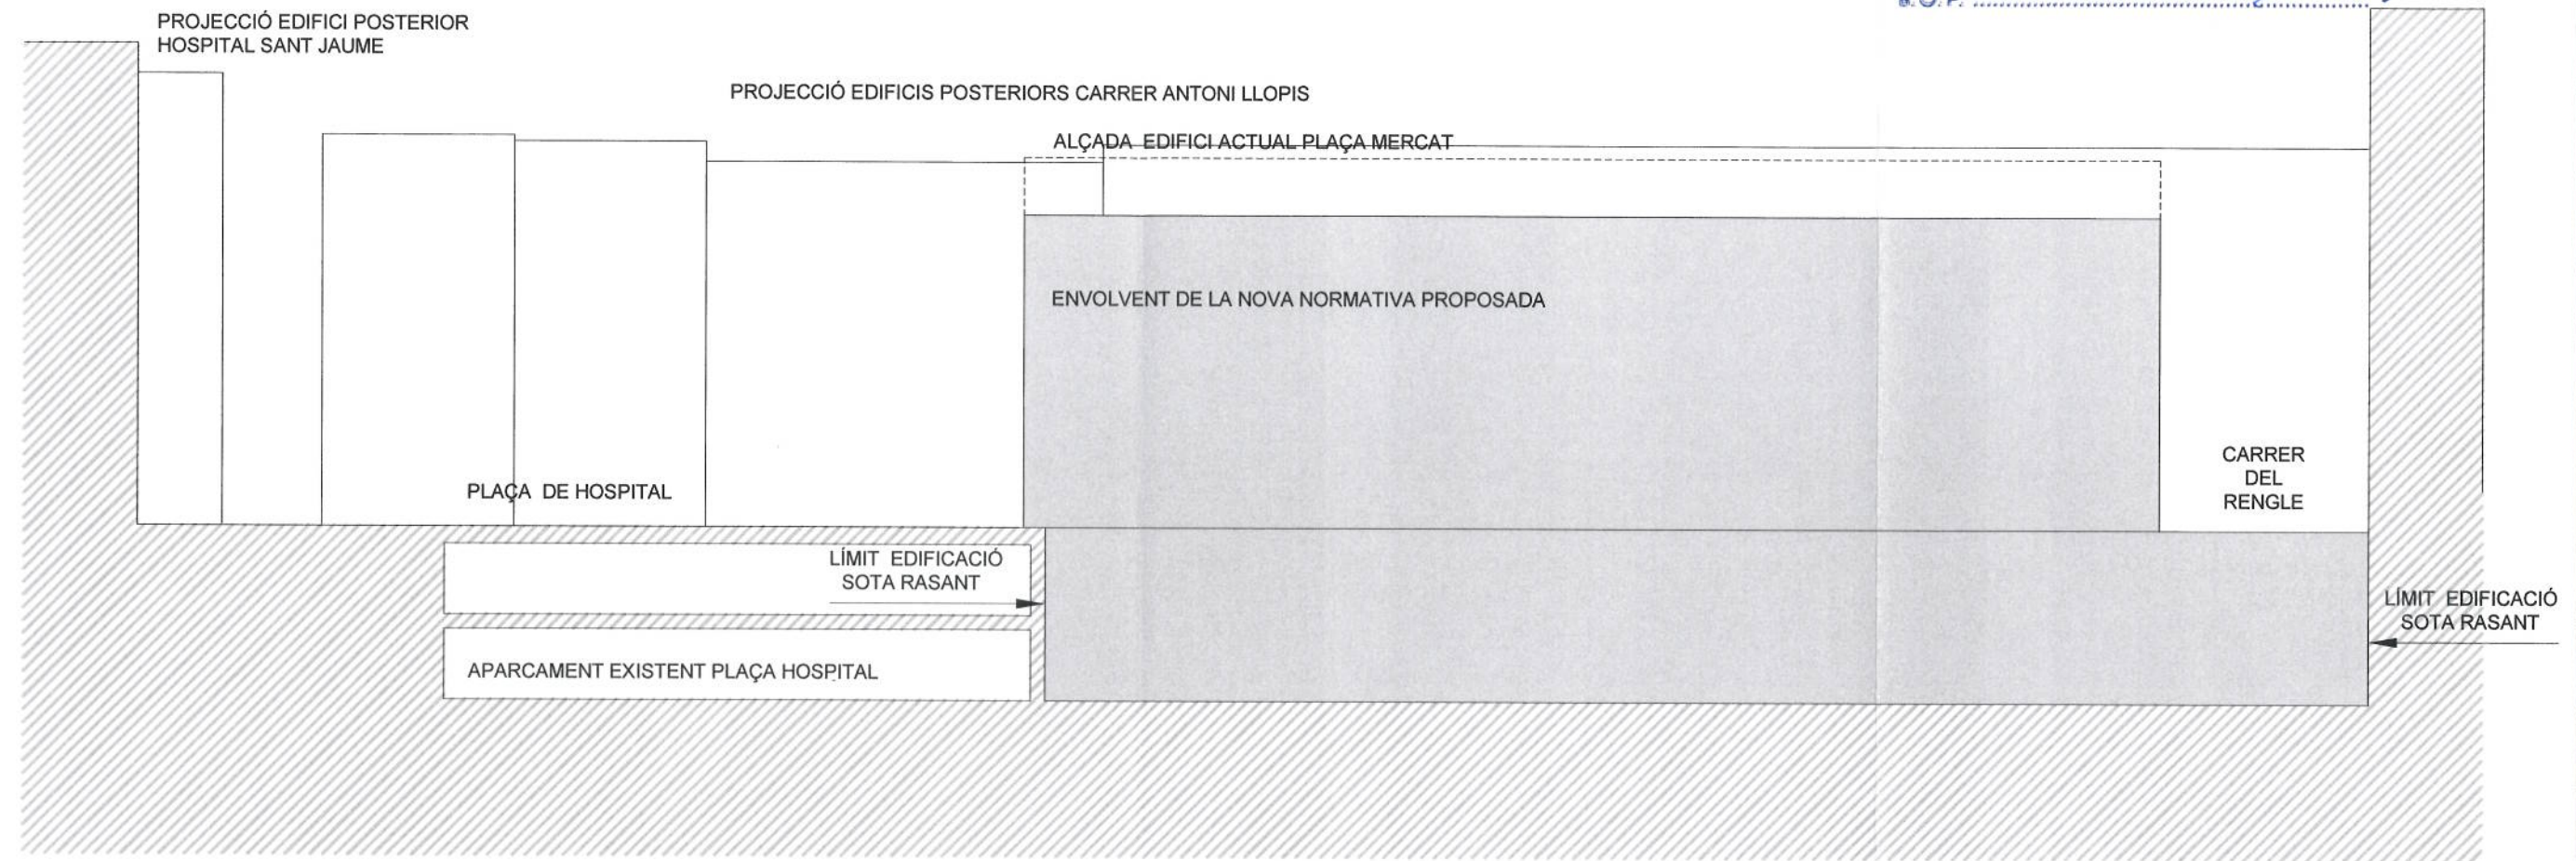 B.O.P.
PROJECCIÓ EDIFICI POSTERIOR
HOSPITAL SANT JAUME
PROJECCIÓ EDIFICIS POSTERIORS CARRER ANTONI LLOPIS
ALÇADA EDIFICI ACTUAL PLAÇA MERCAT
ENVOLVENT DE LA NOVA NORMATIVA PROPOSADA
CARRER
DEL
RENGLE
PLAÇA DE HOSPITAL
LÍMIT EDIFICACIÓ
SOTA RASANT
LÍMIT EDIFICACIÓ
SOTA RASANT
APARCAMENT EXISTENT PLAÇA HOSPITAL